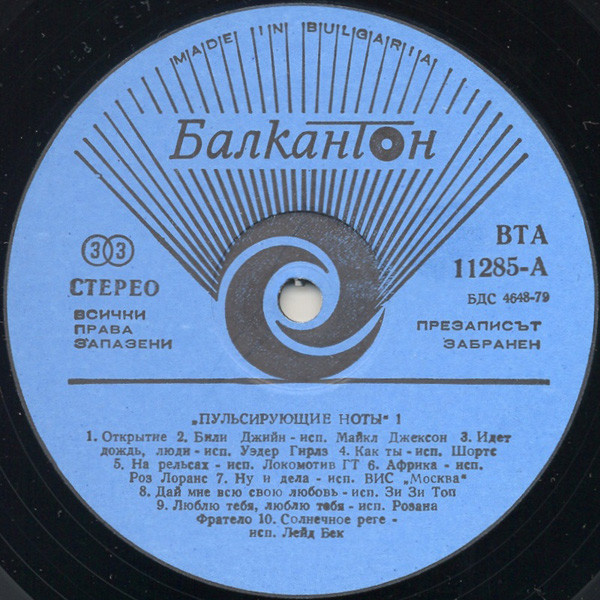 MADE IN BULGARIA
Балкантон
33
СТЕРЕО
ВСИЧКИ
ПРАВА
ЗАПАЗЕНИ
ВТА
11285-А
БДС 4648-79
ПРЕЗАПИСЪТ
ЗАБРАНЕН
„ПУЛЬСИРУЮЩИЕ НОТЫ" 1
1. Открытие 2. Били Джийн - исп. Майкл Джексон 3. Идет
дождь, люди - исп. Уэдер Гирлз 4. Как ты - исп. Шортс
5. На рельсах - исп. Локомотив ГТ 6. Африка - исп.
Роз Лоранс 7. Ну и дела - исп. ВИС „Москва"
8. Дай мне всю свою любовь - исп. Зи Зи Топ
9. Люблю тебя, люблю тебя - исп. Розана
Фрателло 10. Солнечное реге -
исп. Лейд Бек